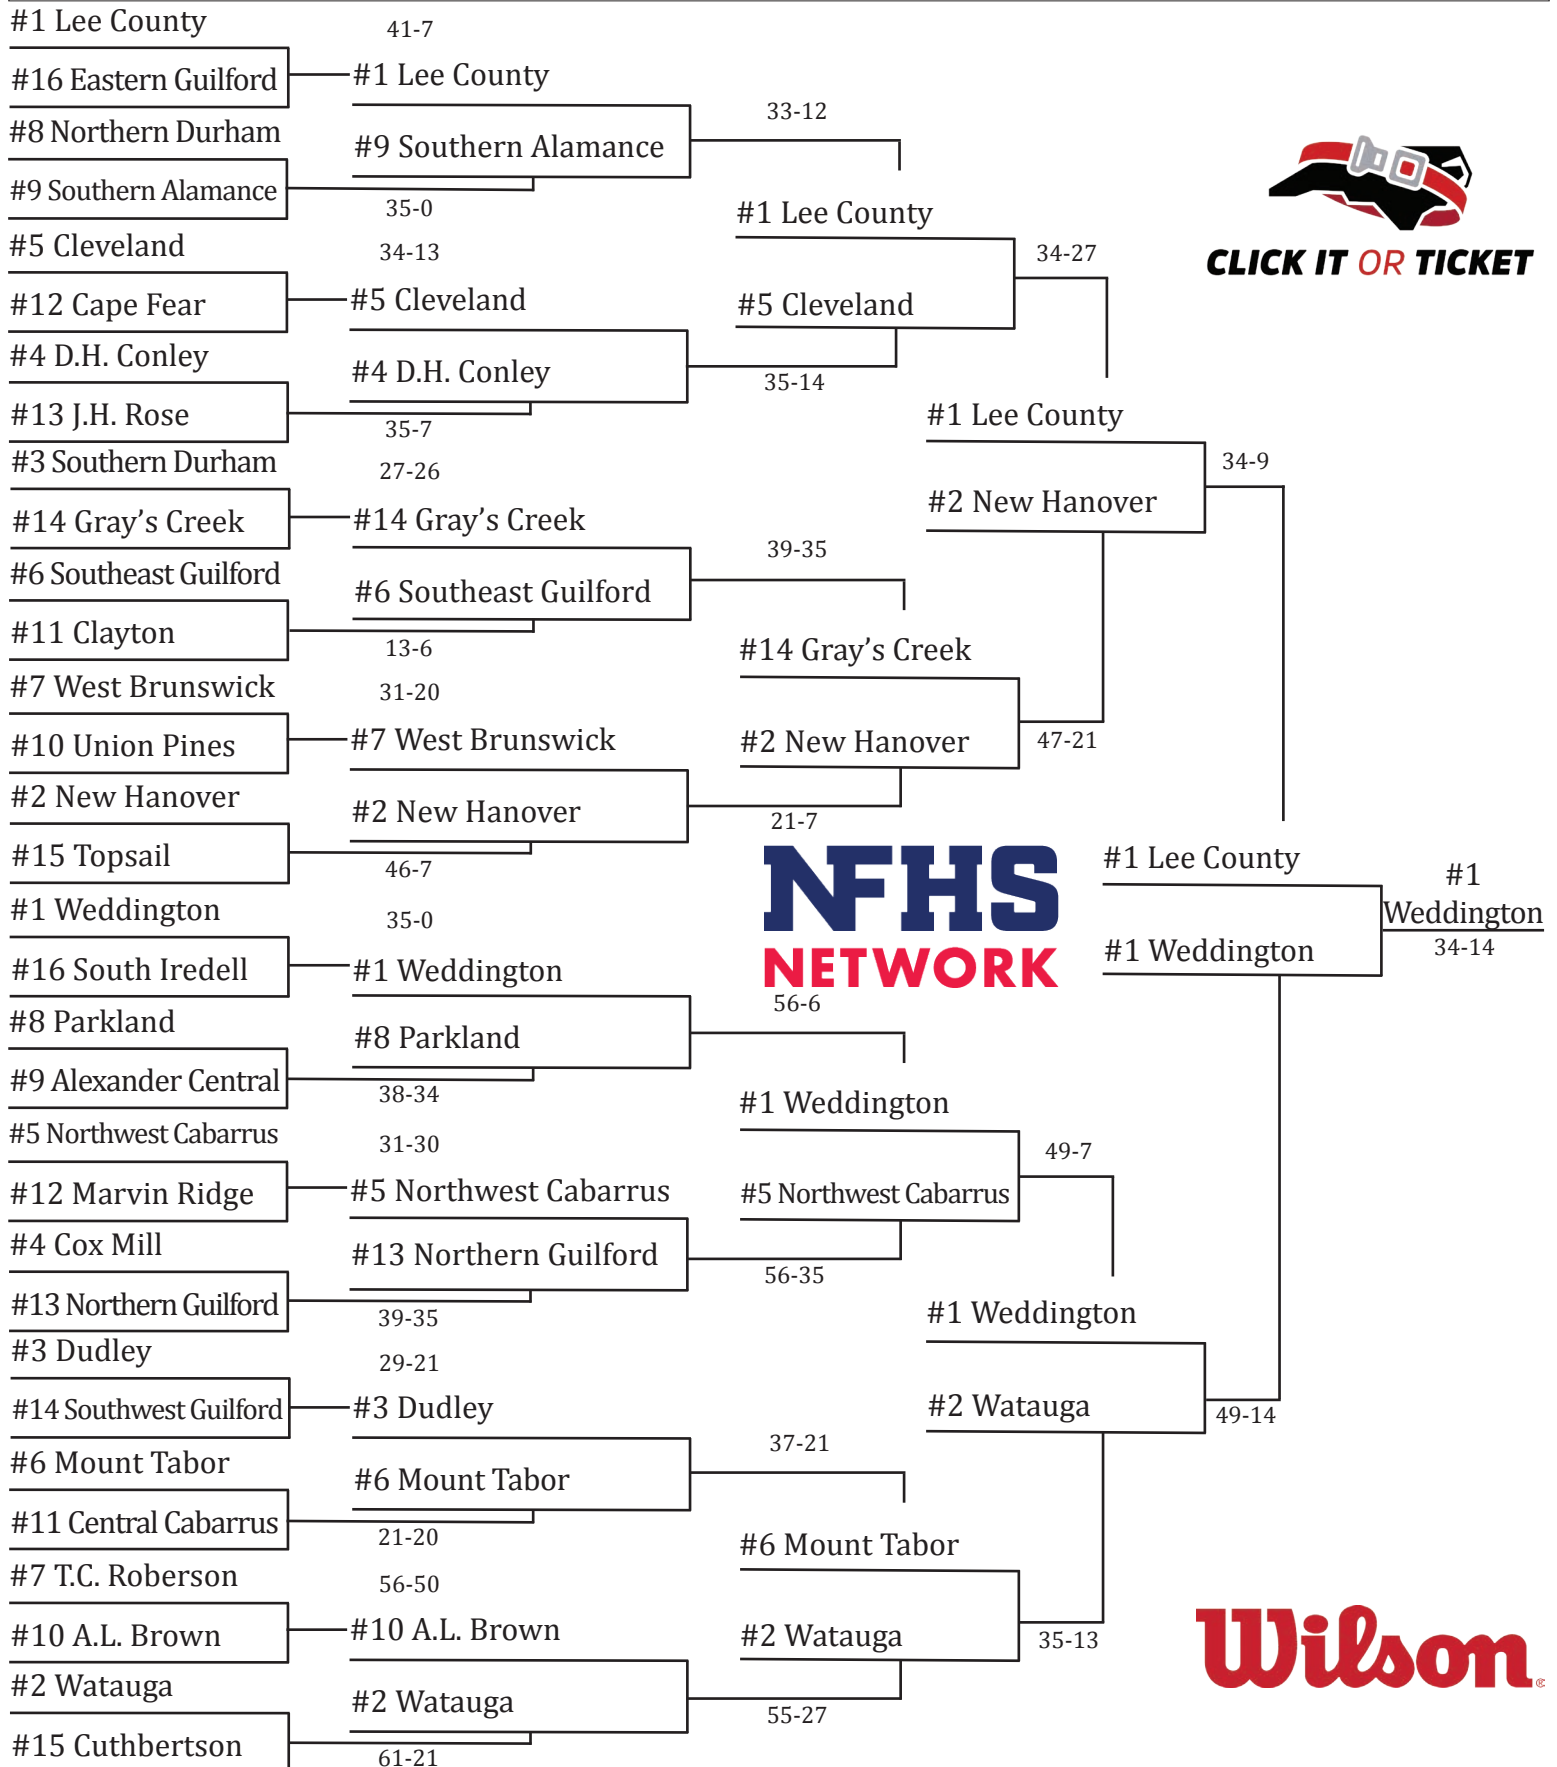 #1 Lee County
41-7
#16 Eastern Guilford
#1 Lee County
33-12
#8 Northern Durham
#9 Southern Alamance
#9 Southern Alamance
35-0
#1 Lee County
#5 Cleveland
34-13
34-27
CLICK IT OR TICKET
#12 Cape Fear
#5 Cleveland
#5 Cleveland
#4 D.H. Conley
#4 D.H. Conley
35-14
#13 J.H. Rose
35-7
#1 Lee County
#3 Southern Durham
27-26
34-9
#14 Gray's Creek
#14 Gray's Creek
#2 New Hanover
39-35
#6 Southeast Guilford
#6 Southeast Guilford
#11 Clayton
13-6
#14 Gray's Creek
#7 West Brunswick
31-20
#10 Union Pines
#7 West Brunswick
#2 New Hanover
47-21
#2 New Hanover
#2 New Hanover
21-7
#15 Topsail
46-7
NFHS
NETWORK
#1 Lee County
#1
Weddington
34-14
#1 Weddington
35-0
#1 Weddington
#16 South Iredell
#1 Weddington
56-6
#8 Parkland
#8 Parkland
#9 Alexander Central
38-34
#1 Weddington
#5 Northwest Cabarrus
31-30
49-7
#12 Marvin Ridge
#5 Northwest Cabarrus
#5 Northwest Cabarrus
#4 Cox Mill
#13 Northern Guilford
56-35
#13 Northern Guilford
39-35
#1 Weddington
#3 Dudley
29-21
#14 Southwest Guilford
#3 Dudley
#2 Watauga
49-14
37-21
#6 Mount Tabor
#6 Mount Tabor
#11 Central Cabarrus
21-20
#6 Mount Tabor
#7 T.C. Roberson
56-50
#10 A.L. Brown
#10 A.L. Brown
#2 Watauga
35-13
Wilson
®
#2 Watauga
#2 Watauga
55-27
#15 Cuthbertson
61-21